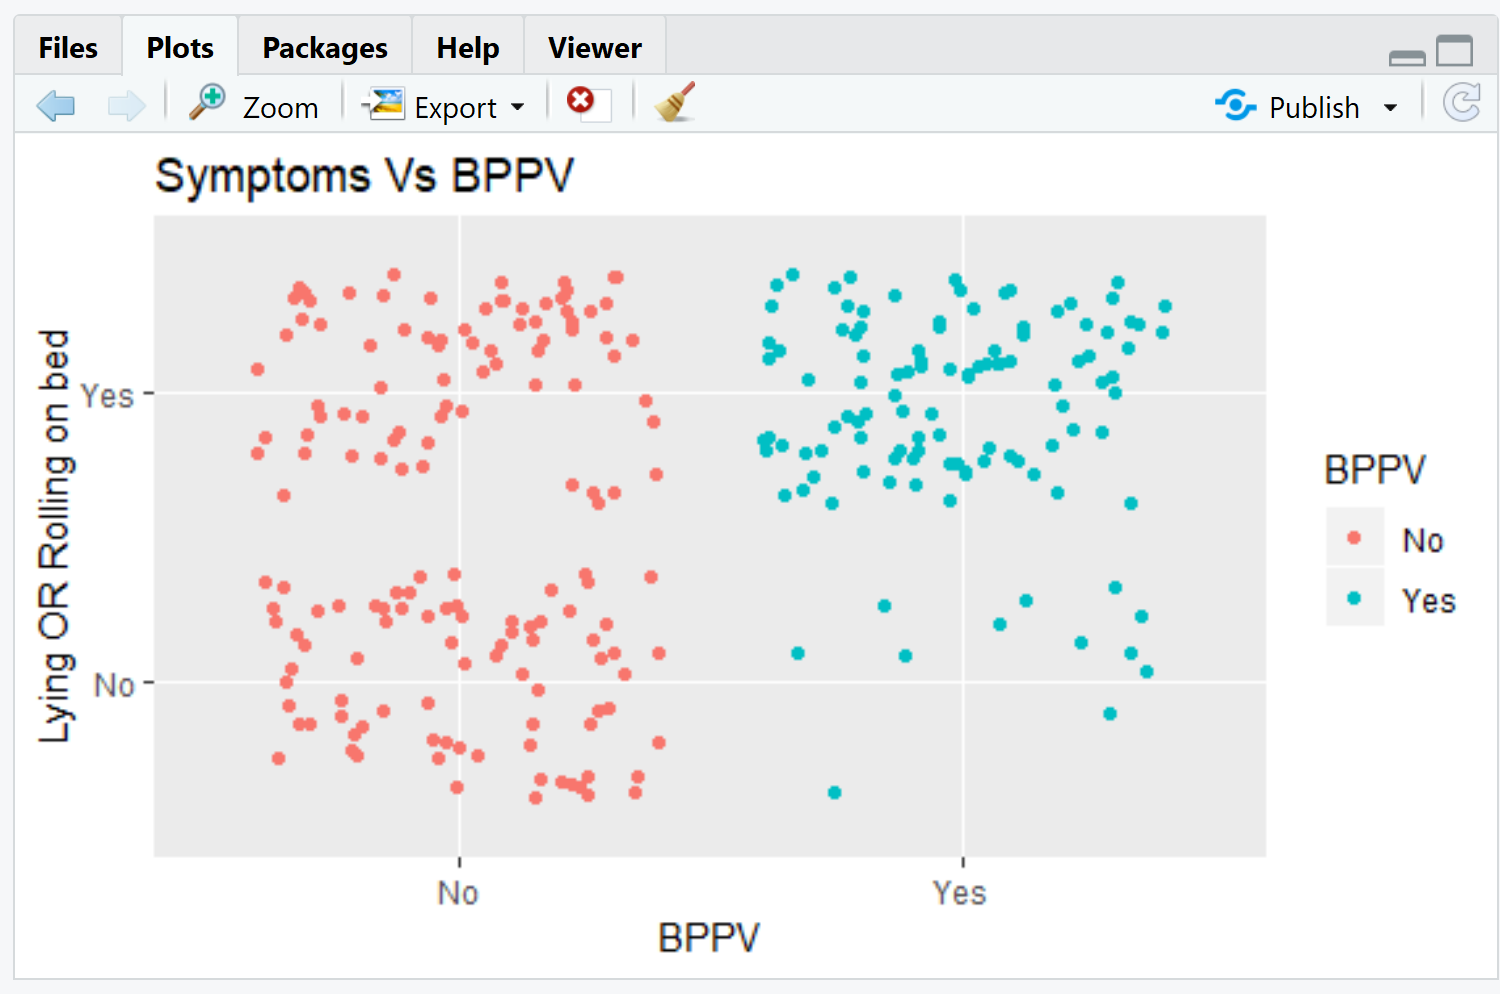 Files Plots Packages Help Viewer
Zoom Export Publish
Symptoms Vs BPPV
Lying OR Rolling on bed
Yes
No
No Yes
BPPV
BPPV
No
Yes